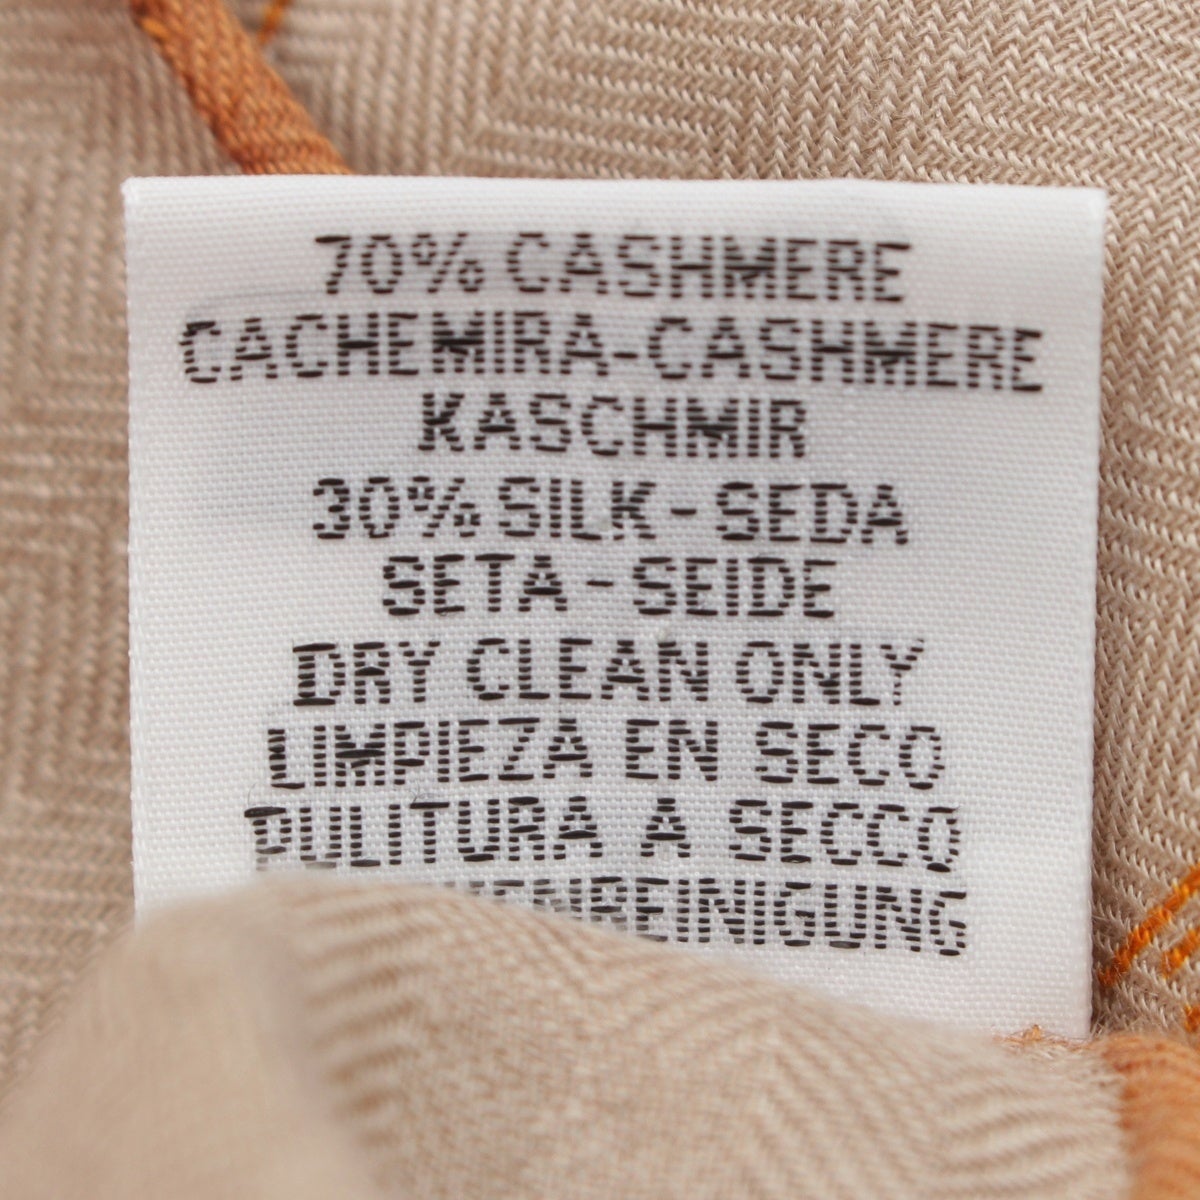 70% CASHMERE
CACHEMIRA-CASHMERE
KASCHMIR
30% SILK - SEDA
SETA - SEIDE
DRY CLEAN ONLY
LIMPIEZA EN SECO
PULITURA A SECCO